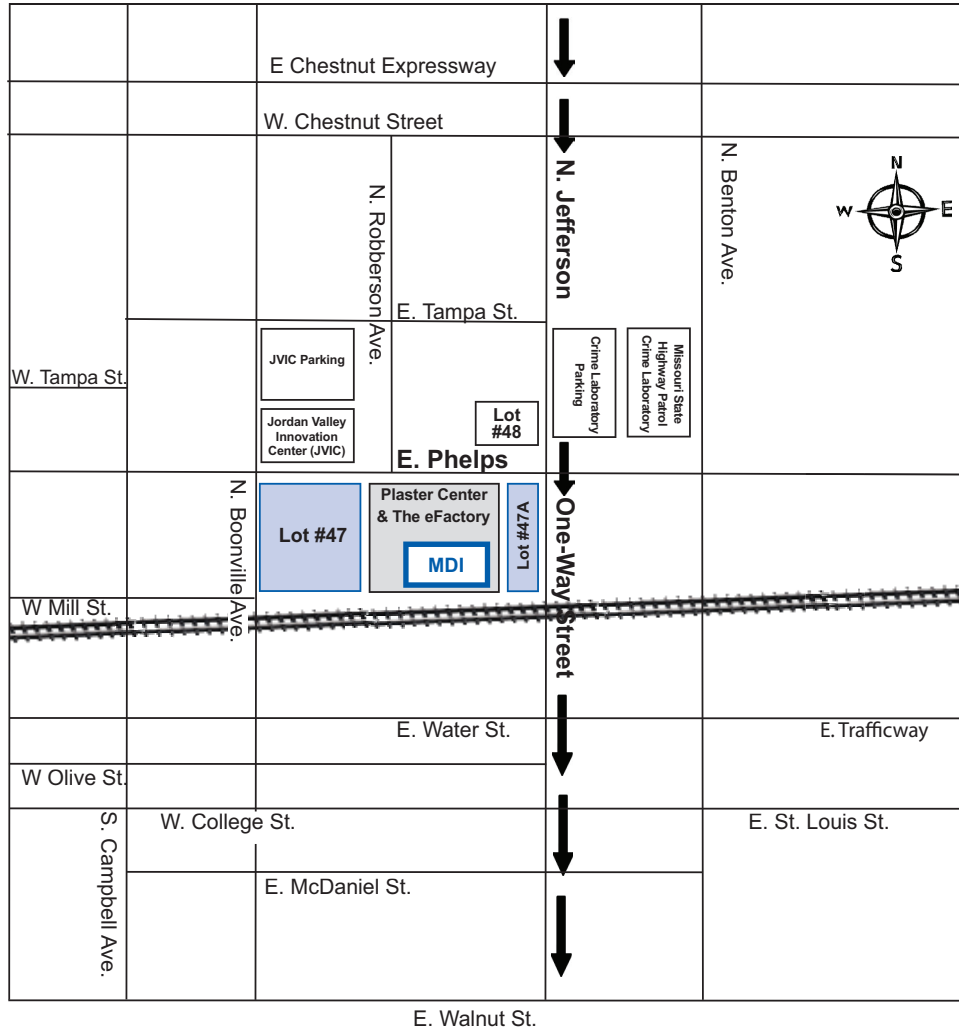 E Chestnut Expressway
W. Chestnut Street
N. Robberson Ave.
N. Jefferson
N. Benton Ave.
N
W
E
S
E. Tampa St.
W. Tampa St.
JVIC Parking
Jordan Valley
Innovation
Center (JVIC)
Lot
#48
Crime Laboratory
Parking
Missouri State
Highway Patrol
Crime Laboratory
E. Phelps
N. Boonville Ave.
Lot #47
Plaster Center
& The eFactory
MDI
Lot #47A
One-Way Street
W Mill St.
E. Water St.
E. Trafficway
W Olive St.
S. Campbell Ave.
W. College St.
E. St. Louis St.
E. McDaniel St.
E. Walnut St.